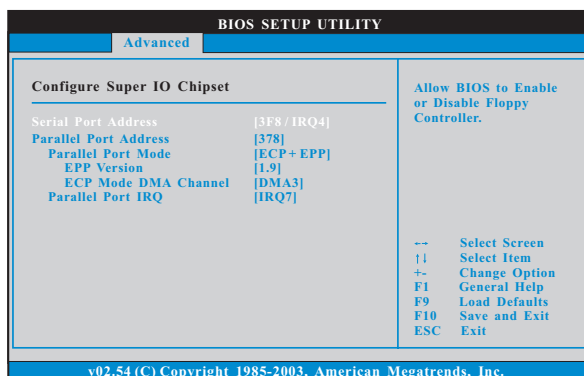 BIOS SETUP UTILITY
Advanced
Configure Super IO Chipset
Serial Port Address [3F8 / IRQ4]
Parallel Port Address [378]
Parallel Port Mode [ECP + EPP]
EPP Version [1.9]
ECP Mode DMA Channel [DMA3]
Parallel Port IRQ [IRQ7]
Allow BIOS to Enable
or Disable Floppy
Controller.
←→ Select Screen
↑↓ Select Item
+- Change Option
F1 General Help
F9 Load Defaults
F10 Save and Exit
ESC Exit
v02.54 (C) Copyright 1985-2003, American Megatrends, Inc.